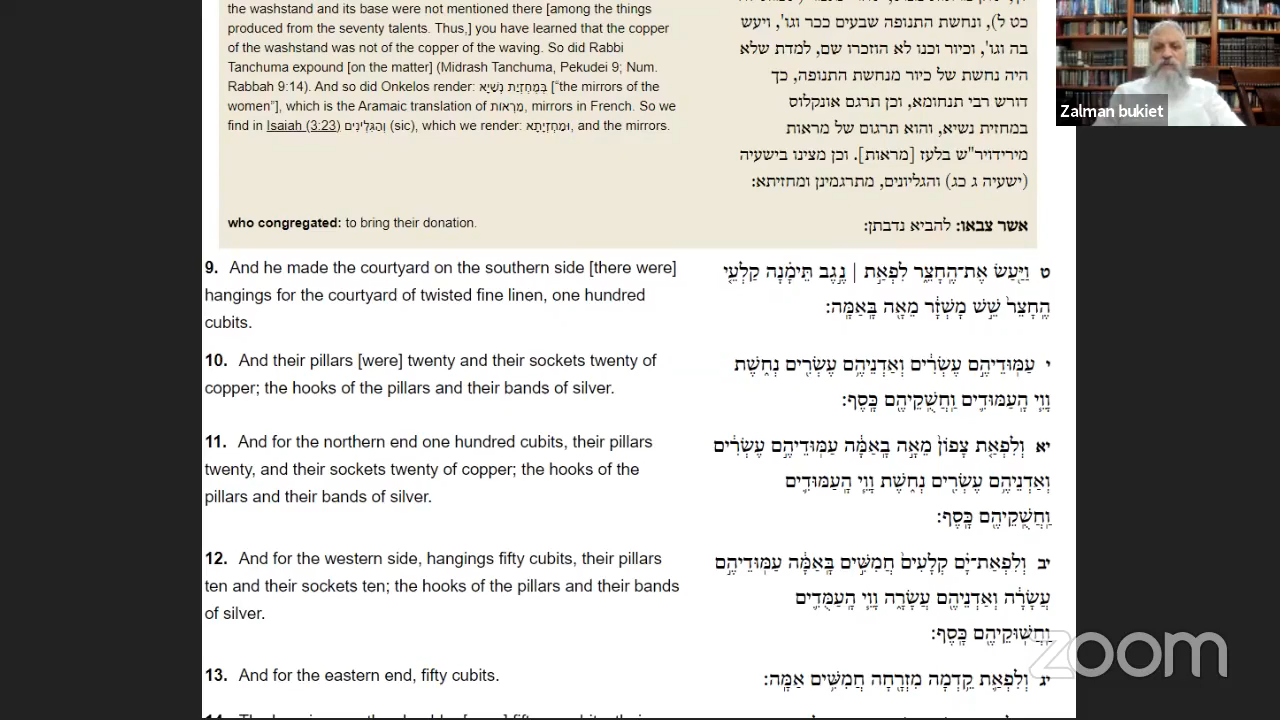 the washstand and its base were not mentioned there [among the things
produced from the seventy talents. Thus,] you have learned that the copper
of the washstand was not of the copper of the waving. So did Rabbi
Tanchuma expound [on the matter] (Midrash Tanchuma, Pekudei 9; Num.
Rabbah 9:14). And so did Onkelos render: בְּמֶחְזְיַת נְשַׁיָא [“the mirrors of the
women”], which is the Aramaic translation of מַרְאוֹת, mirrors in French. So we
find in Isaiah (3:23) וְהַגִּלְיֹנִים (sic), which we render: וּמֶחְזְיָתָא, and the mirrors.
who congregated: to bring their donation.
כט ל), ונחשת התנופה שבעים ככר וגו', ויעש
בה וגו', וכיור וכנו לא הוזכרו שם, למדת שלא
היה נחשת של כיור מנחשת התנופה, כך
דורש רבי תנחומא, וכן תרגם אונקלוס
במחזית נשיא, והוא תרגום של מראות
מירידויר"ש בלעז [מראות]. וכן מצינו בישעיה
(ישעיה ג כג) והגליונים, מתרגמינן ומחזיתא:
אשר צבאו: להביא נדבתן:
9. And he made the courtyard on the southern side [there were]
hangings for the courtyard of twisted fine linen, one hundred
cubits.
ט וַיַּ֖עַשׂ אֶת־הֶֽחָצֵ֑ר לִפְאַ֣ת | נֶ֣גֶב תֵּימָ֗נָה קַלְעֵ֤י
הֶֽחָצֵר֙ שֵׁ֣שׁ מָשְׁזָ֔ר מֵאָ֖ה בָּֽאַמָּֽה:
10. And their pillars [were] twenty and their sockets twenty of
copper; the hooks of the pillars and their bands of silver.
י עַמּֽוּדֵיהֶ֣ם עֶשְׂרִ֔ים וְאַדְנֵיהֶ֥ם עֶשְׂרִ֖ים נְחֹ֑שֶׁת
וָוֵ֧י הָֽעַמּוּדִ֛ים וַֽחֲשֻֽׁקֵיהֶ֖ם כָּֽסֶף:
11. And for the northern end one hundred cubits, their pillars
twenty, and their sockets twenty of copper; the hooks of the
pillars and their bands of silver.
יא וְלִפְאַ֤ת צָפוֹן֙ מֵאָ֣ה בָֽאַמָּ֔ה עַמּֽוּדֵיהֶ֣ם עֶשְׂרִ֔ים
וְאַדְנֵיהֶ֥ם עֶשְׂרִ֖ים נְחֹ֑שֶׁת וָוֵ֧י הָֽעַמּוּדִ֛ים
וַֽחֲשֻֽׁקֵיהֶ֖ם כָּֽסֶף:
12. And for the western side, hangings fifty cubits, their pillars
ten and their sockets ten; the hooks of the pillars and their bands
of silver.
יב וְלִפְאַת־יָ֗ם קְלָעִים֙ חֲמִשִּׁ֣ים בָּֽאַמָּ֔ה עַמּֽוּדֵיהֶ֣ם
עֲשָׂרָ֔ה וְאַדְנֵיהֶ֖ם עֲשָׂרָ֑ה וָוֵ֧י הָֽעַמֻּדִ֛ים
וַֽחֲשֽׁוּקֵיהֶ֖ם כָּֽסֶף:
13. And for the eastern end, fifty cubits.
יג וְלִפְאַ֛ת קֵ֥דְמָה מִזְרָ֖חָה חֲמִשִּׁ֥ים אַמָּֽה:
Zalman bukiet
zoom